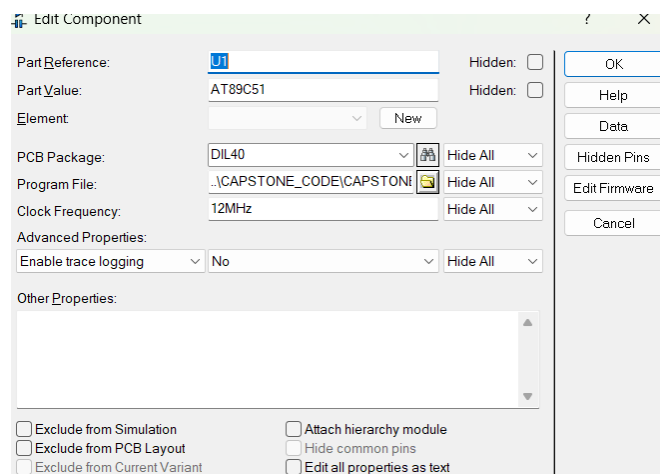 Edit Component ? X
Part Reference: U1 Hidden:
Part Value: AT89C51 Hidden:
Element: New
PCB Package: DIL40 Hide All
Program File: ..\CAPSTONE_CODE\CAPSTONE Hide All
Clock Frequency: 12MHz Hide All
Advanced Properties:
Enable trace logging No Hide All
Other Properties:
Exclude from Simulation Attach hierarchy module
Exclude from PCB Layout Hide common pins
Exclude from Current Variant Edit all properties as text
OK
Help
Data
Hidden Pins
Edit Firmware
Cancel